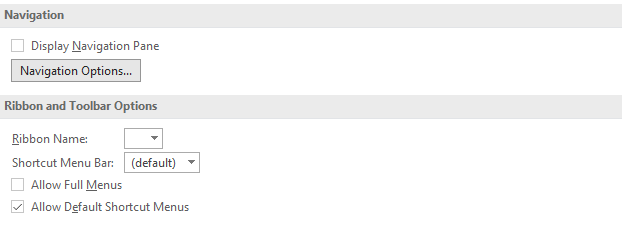 Navigation
Display Navigation Pane
Navigation Options...
Ribbon and Toolbar Options
Ribbon Name:
Shortcut Menu Bar: (default)
Allow Full Menus
Allow Default Shortcut Menus